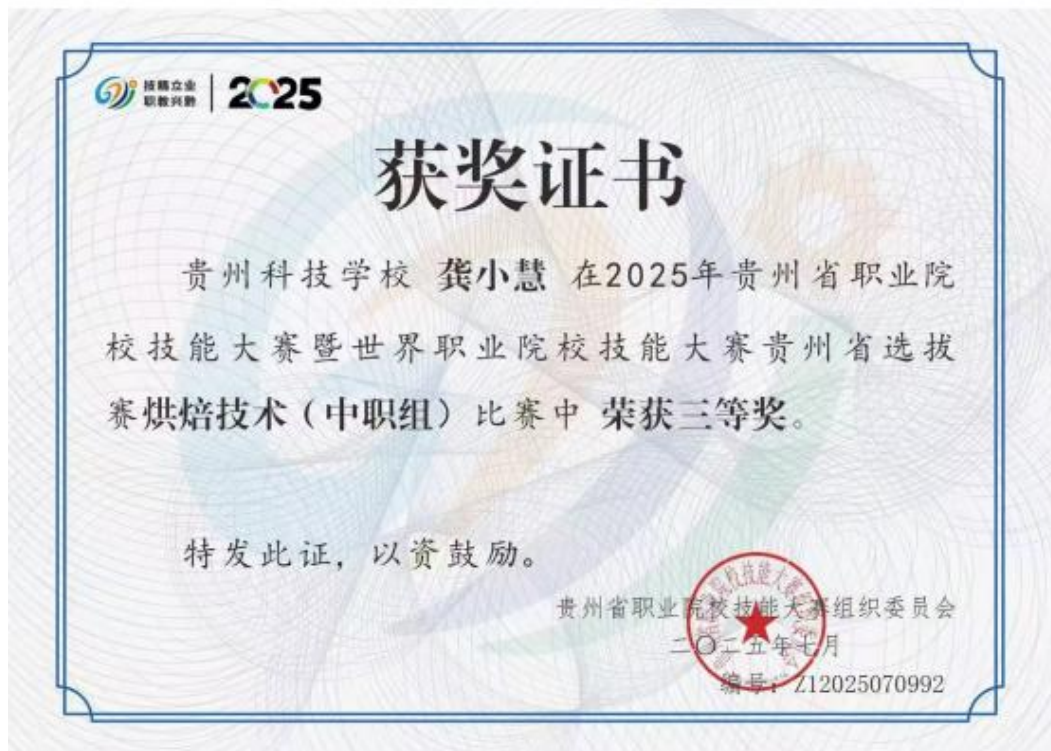 技精立业
职教兴黔
2025
获奖证书
贵州科技学校 龚小慧 在2025年贵州省职业院
校技能大赛暨世界职业院校技能大赛贵州省选拔
赛烘焙技术（中职组）比赛中 荣获三等奖。
特发此证，以资鼓励。
贵州省职业院校技能大赛组织委员会
二〇二五年七月
编号：Z12025070992